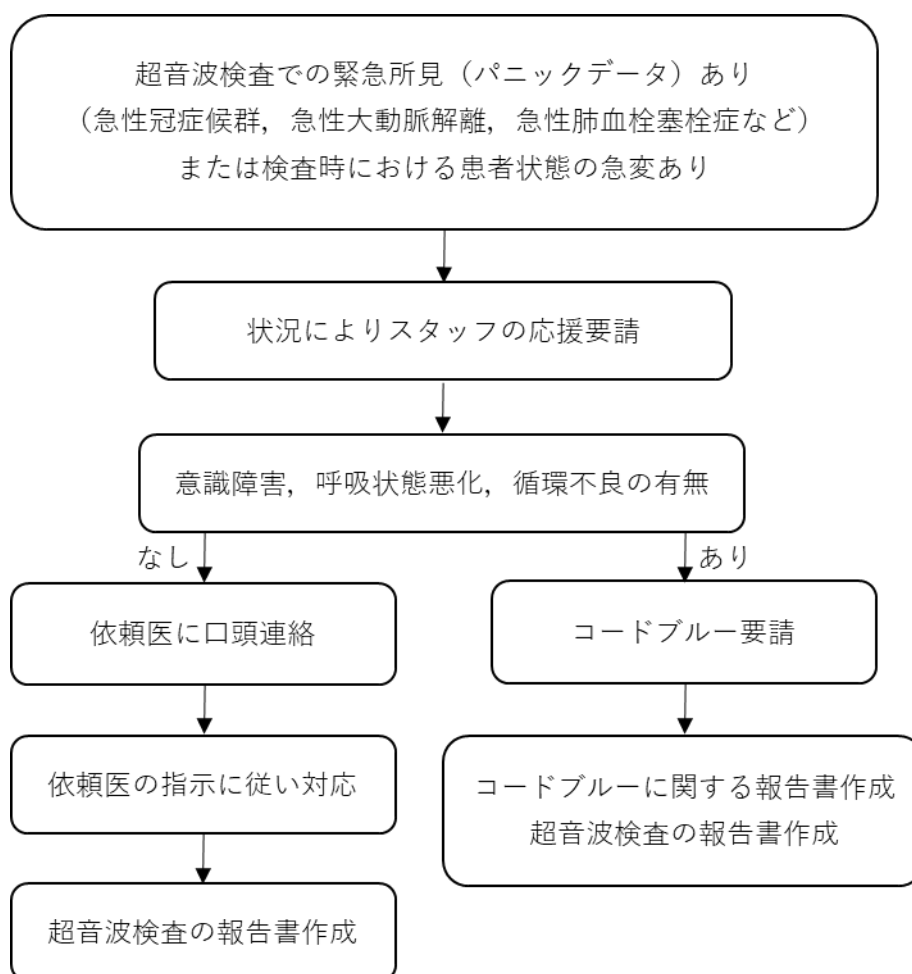 超音波検査での緊急所見（パニックデータ）あり
（急性冠症候群，急性大動脈解離，急性肺血栓塞栓症など）
または検査時における患者状態の急変あり
状況によりスタッフの応援要請
意識障害，呼吸状態悪化，循環不良の有無
なし
あり
依頼医に口頭連絡
コードブルー要請
依頼医の指示に従い対応
コードブルーに関する報告書作成
超音波検査の報告書作成
超音波検査の報告書作成